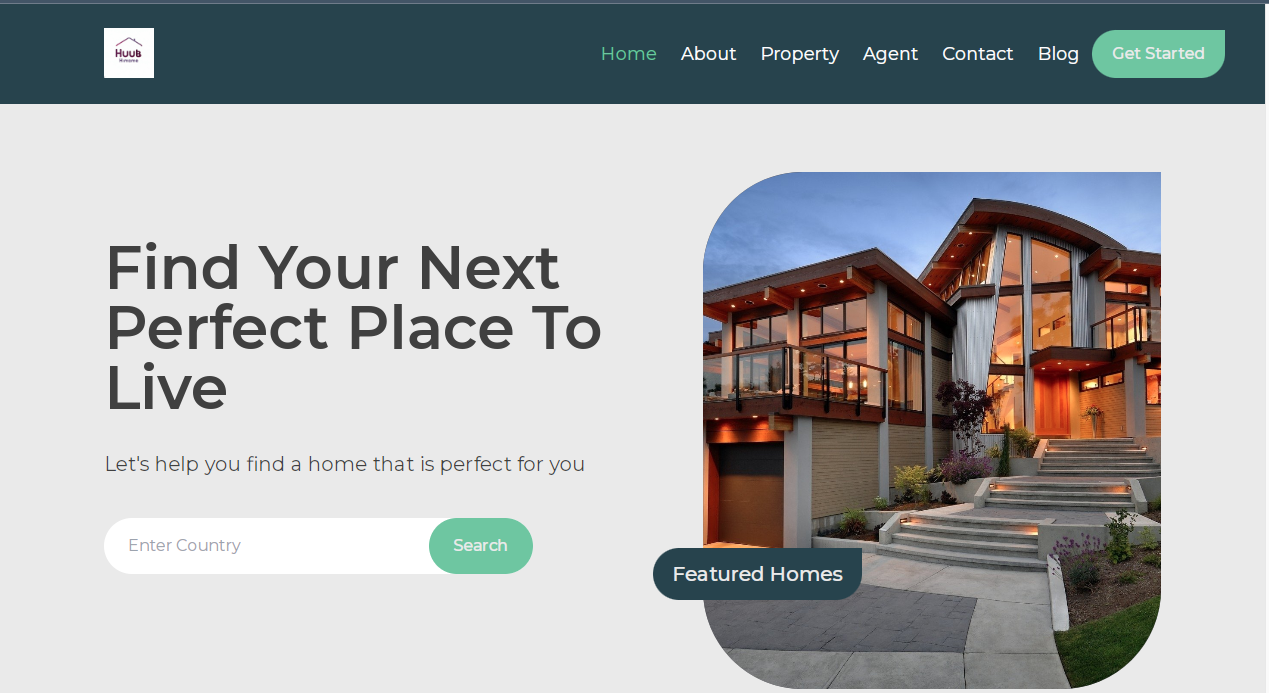 Huub
Home About Property Agent Contact Blog Get Started
Find Your Next
Perfect Place To
Live
Let's help you find a home that is perfect for you
Enter Country Search
Featured Homes